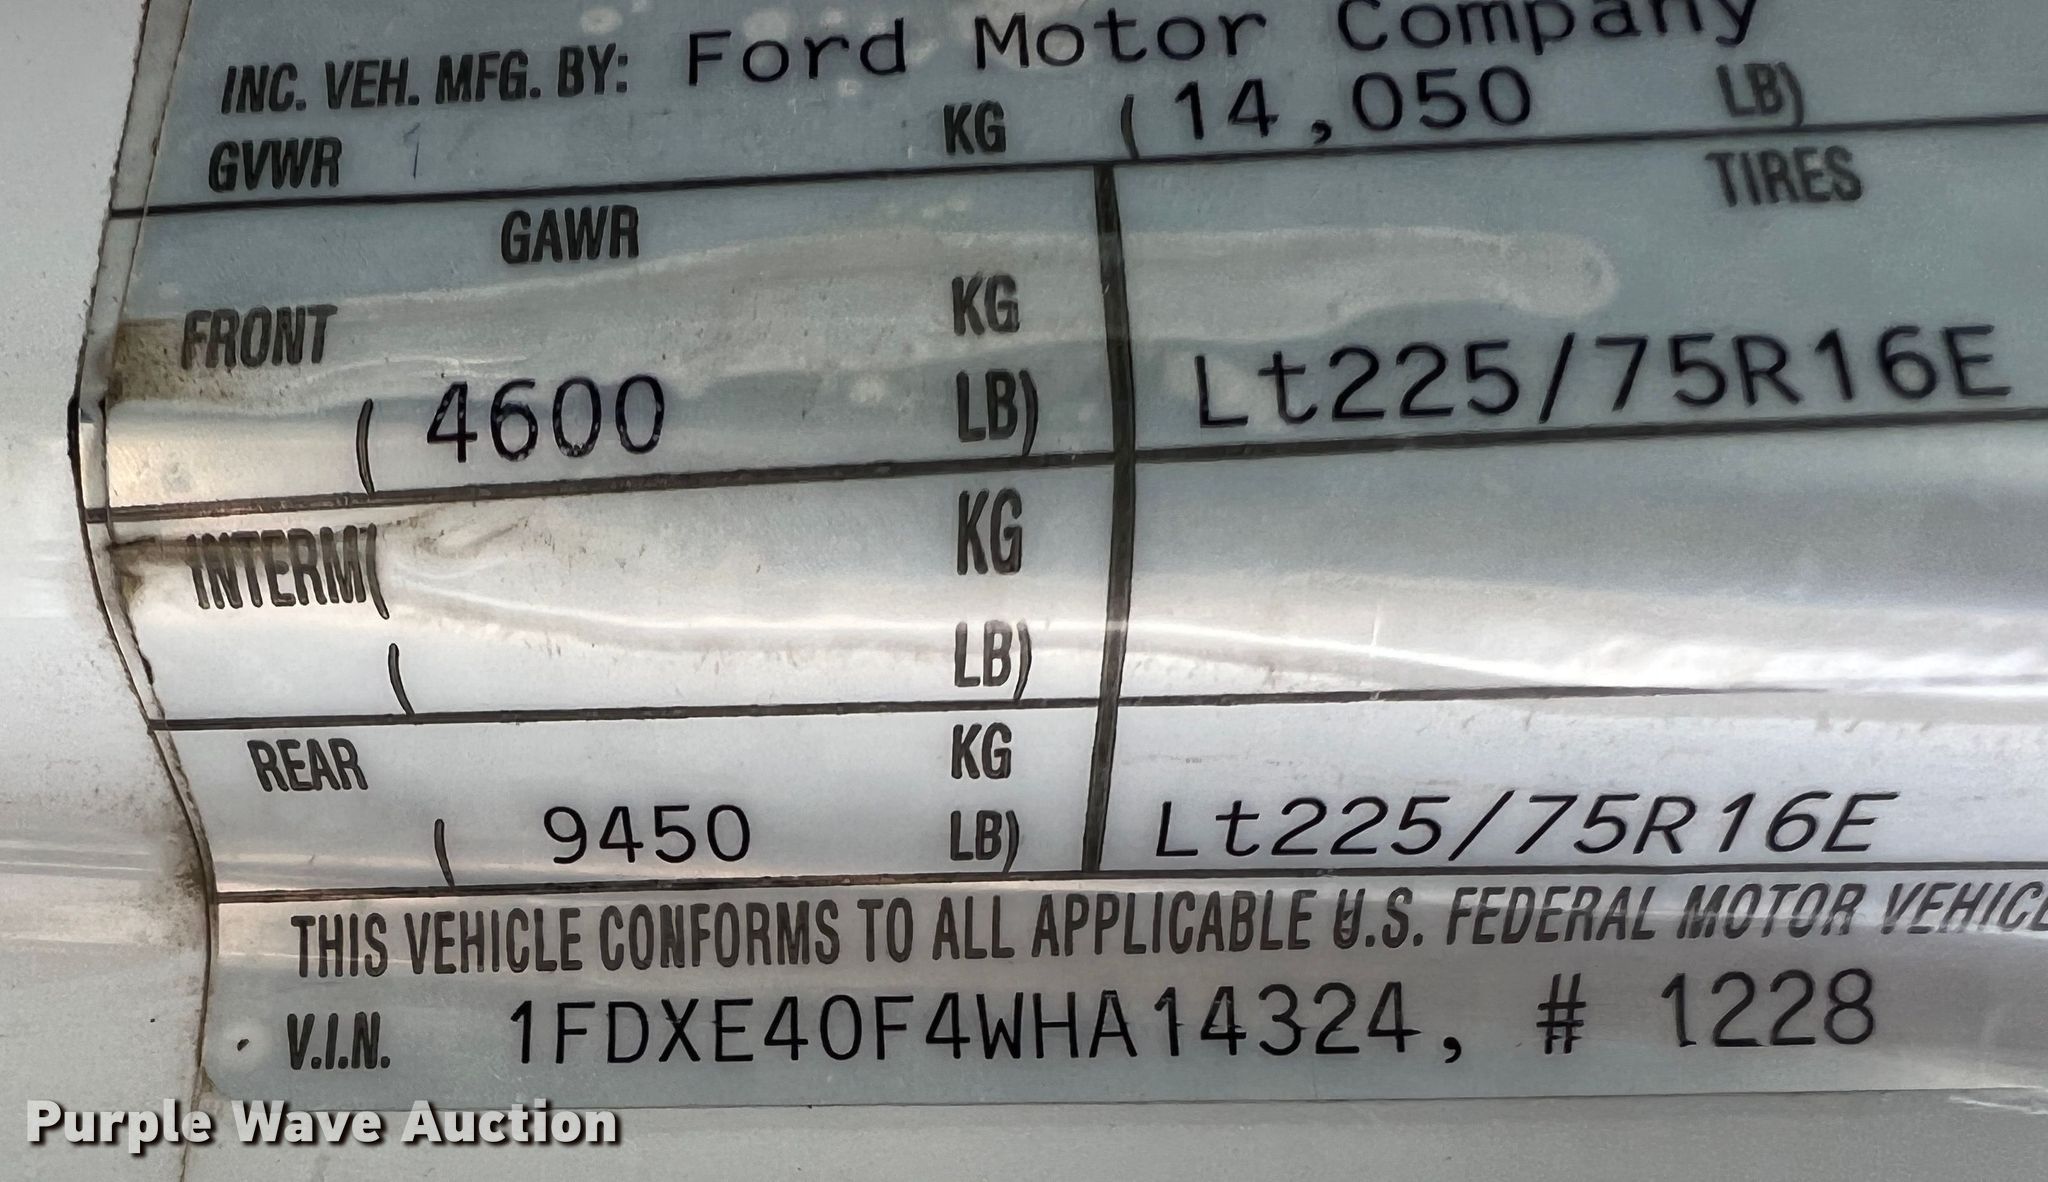 INC. VEH. MFG. BY: Ford Motor Company
GVWR 1 KG (14,050 LB)
GAWR TIRES
FRONT KG
(4600 LB) Lt225/75R16E
INTERM( KG
( LB)
REAR KG
( 9450 LB) Lt225/75R16E
THIS VEHICLE CONFORMS TO ALL APPLICABLE U.S. FEDERAL MOTOR VEHICL
V.I.N. 1FDXE40F4WHA14324, # 1228
Purple Wave Auction